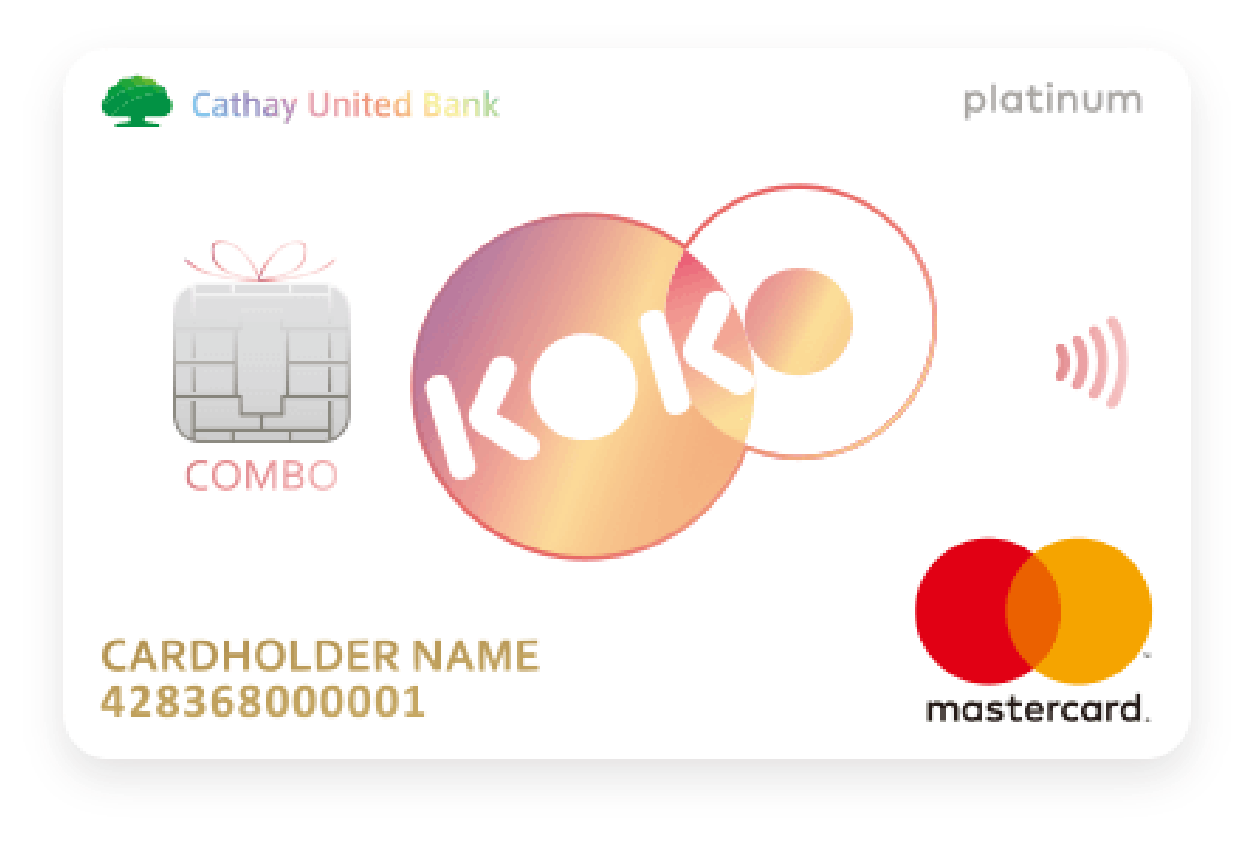 Cathay United Bank
platinum
KOKO
COMBO
CARDHOLDER NAME
428368000001
mastercard.